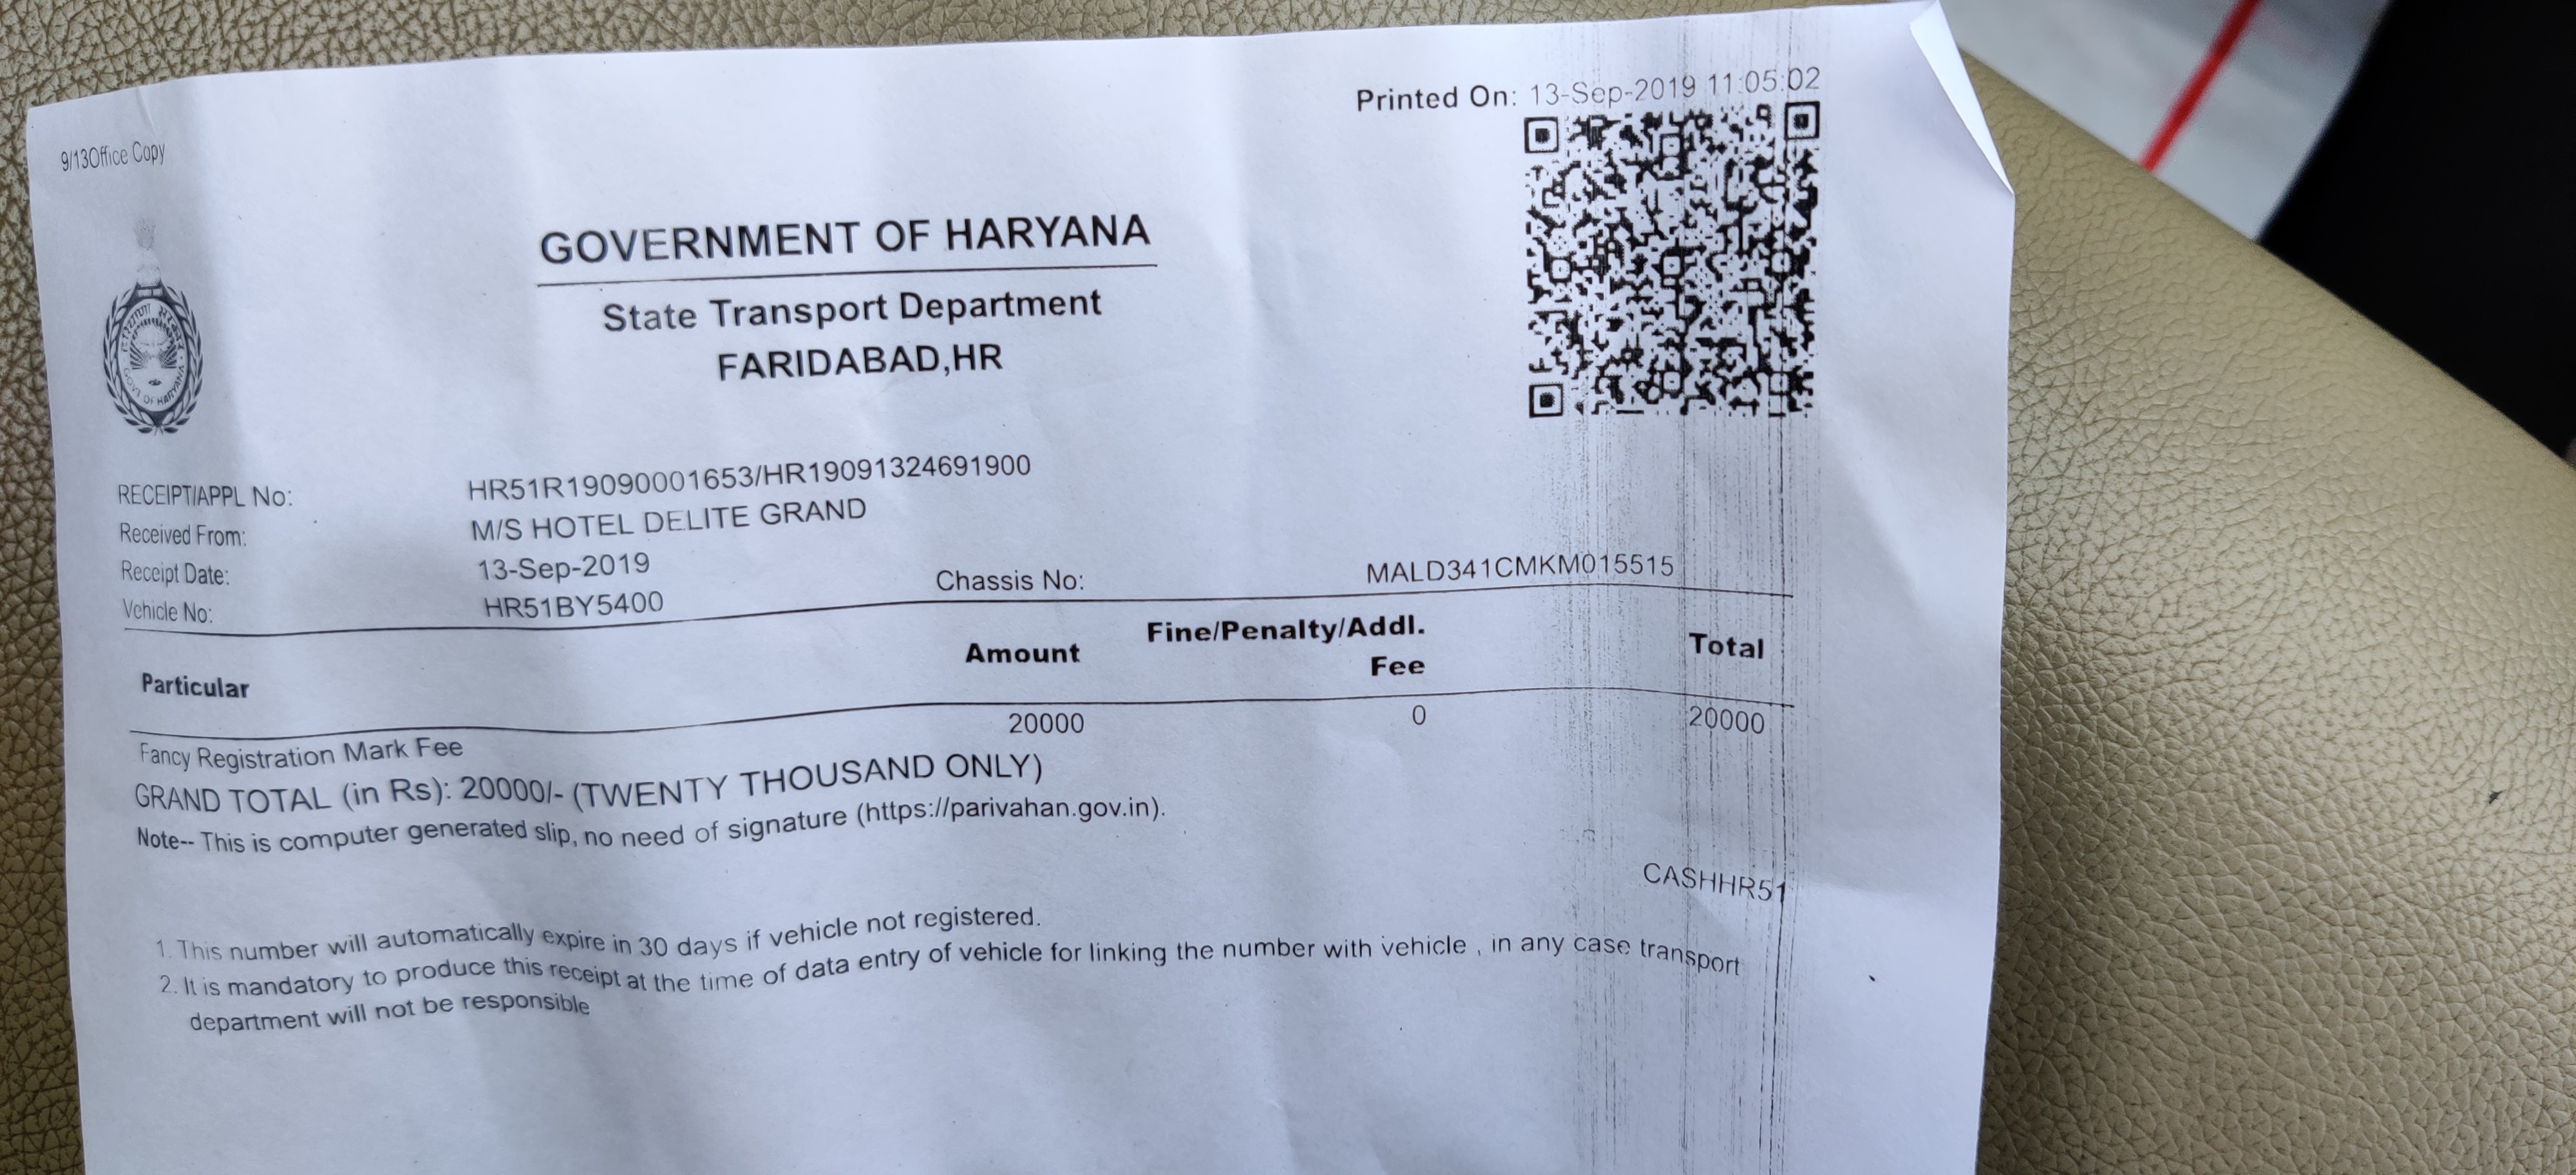 9/13Office Copy
Printed On: 13-Sep-2019 11:05:02
GOVERNMENT OF HARYANA
State Transport Department
FARIDABAD,HR
RECEIPT/APPL No: HR51R190900001653/HR19091324691900
Received From: M/S HOTEL DELITE GRAND
Receipt Date: 13-Sep-2019
Vehicle No: HR51BY5400 Chassis No: MALD341CMKM015515
Particular Amount Fine/Penalty/Addl. Fee Total
Fancy Registration Mark Fee 20000 0 20000
GRAND TOTAL (in Rs): 20000/- (TWENTY THOUSAND ONLY)
Note-- This is computer generated slip, no need of signature (https://parivahan.gov.in).
CASHHR51
1. This number will automatically expire in 30 days if vehicle not registered.
2. It is mandatory to produce this receipt at the time of data entry of vehicle for linking the number with vehicle , in any case transport
department will not be responsible